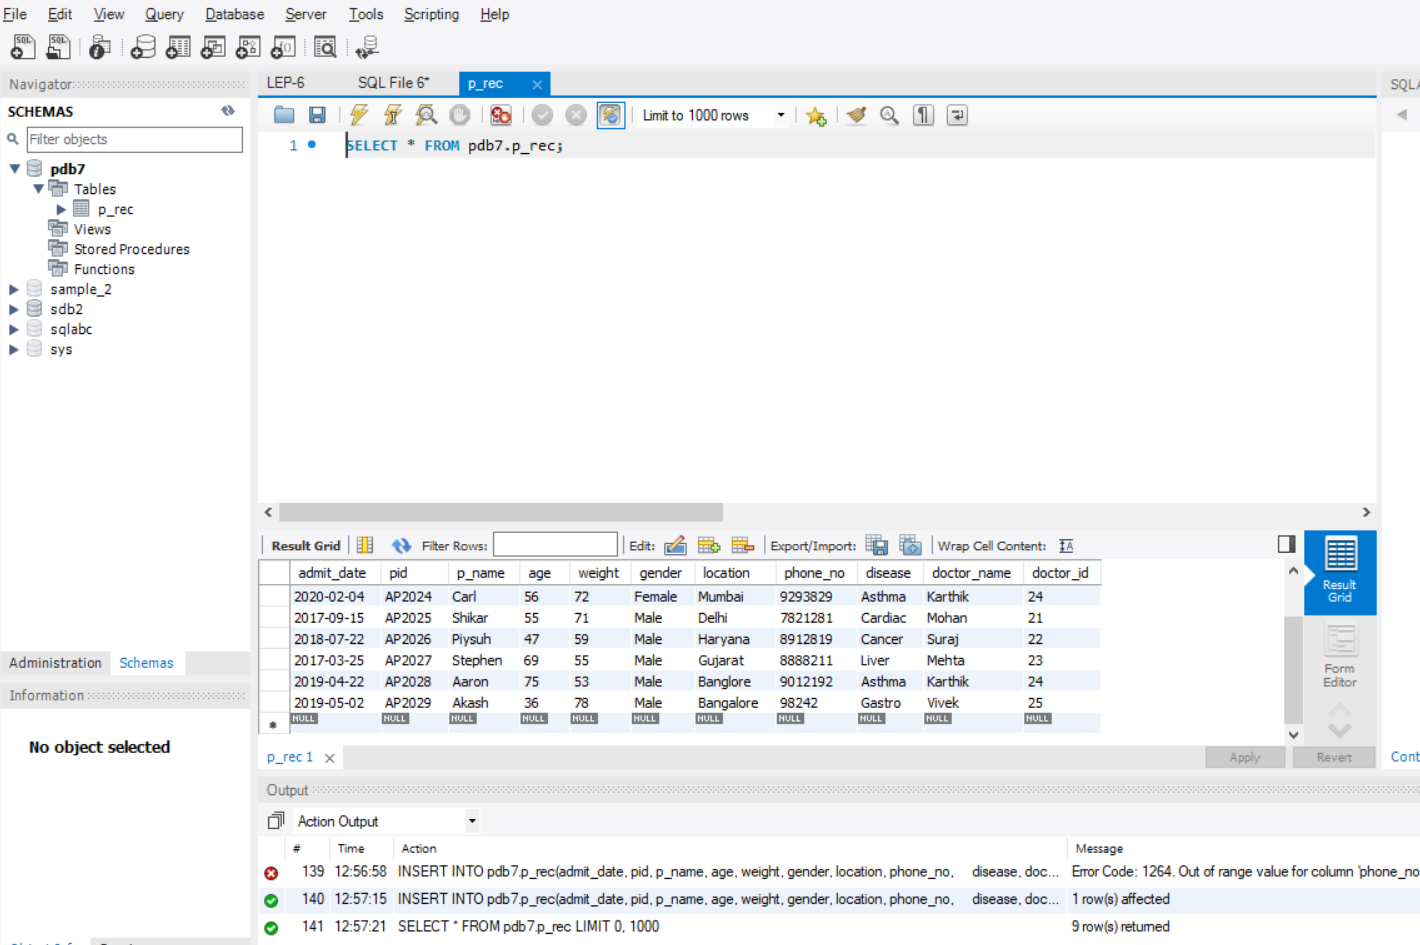 File Edit View Query Database Server Tools Scripting Help
SQL SQL
Navigator
SCHEMAS
Filter objects
pdb7
Tables
p_rec
Views
Stored Procedures
Functions
sample_2
sdb2
sqlabc
sys
Administration Schemas
Information
No object selected
LEP-6 SQL File 6* p_rec
Limit to 1000 rows
1 SELECT * FROM pdb7.p_rec;
Result Grid Filter Rows: Edit: Export/Import: Wrap Cell Content:
admit_date pid p_name age weight gender location phone_no disease doctor_name doctor_id
2020-02-04 AP2024 Carl 56 72 Female Mumbai 9293829 Asthma Karthik 24
2017-09-15 AP2025 Shikar 55 71 Male Delhi 7821281 Cardiac Mohan 21
2018-07-22 AP2026 Piysuh 47 59 Male Haryana 8912819 Cancer Suraj 22
2017-03-25 AP2027 Stephen 69 55 Male Gujarat 8888211 Liver Mehta 23
2019-04-22 AP2028 Aaron 75 53 Male Banglore 9012192 Asthma Karthik 24
2019-05-02 AP2029 Akash 36 78 Male Bangalore 98242 Gastro Vivek 25
NULL NULL NULL NULL NULL NULL NULL NULL NULL NULL NULL
Result
Grid
Form
Editor
p_rec 1 Apply Revert
Output
Action Output
# Time Action Message
139 12:56:58 INSERT INTO pdb7.p_rec(admit_date, pid, p_name, age, weight, gender, location, phone_no, disease, doc... Error Code: 1264. Out of range value for column 'phone_no
140 12:57:15 INSERT INTO pdb7.p_rec(admit_date, pid, p_name, age, weight, gender, location, phone_no, disease, doc... 1 row(s) affected
141 12:57:21 SELECT * FROM pdb7.p_rec LIMIT 0, 1000 9 row(s) returned
SQLA
Cont